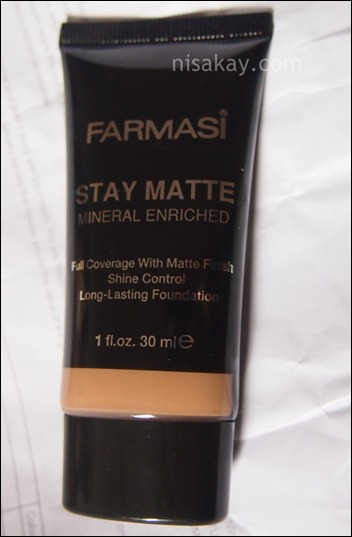 nisakay.com
FARMASi®
STAY MATTE
MINERAL ENRICHED
Full Coverage With Matte Finish
Shine Control
Long-Lasting Foundation
1 fl.oz. 30 ml ℮